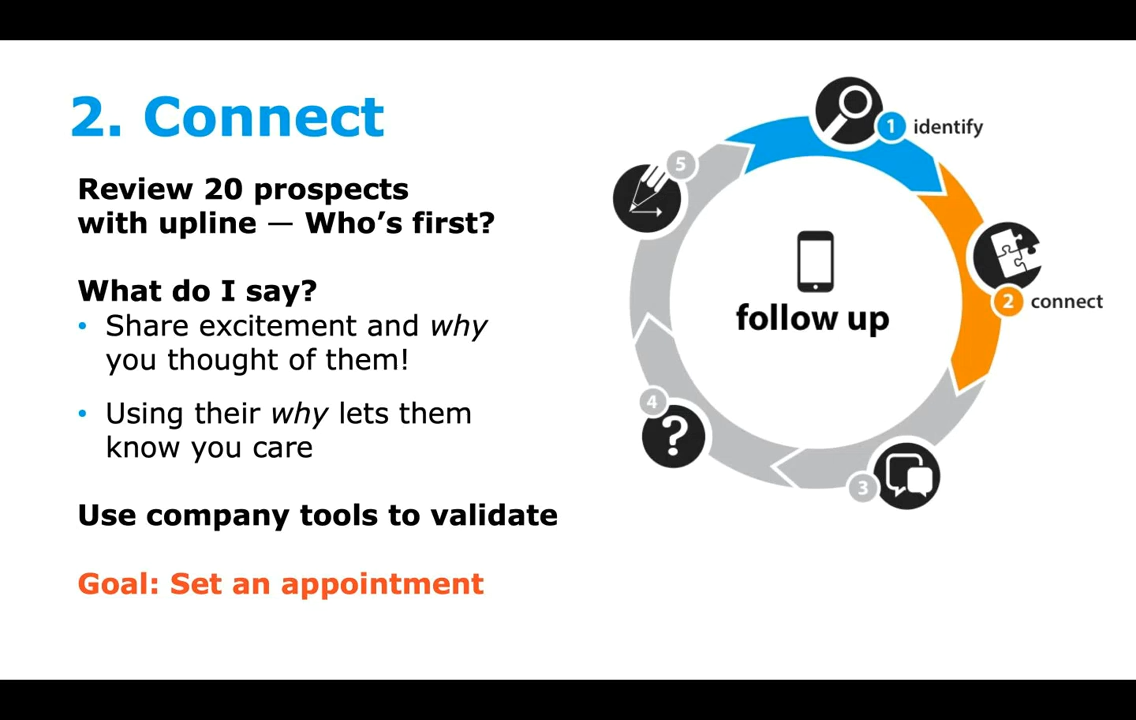 2. Connect
Review 20 prospects
with upline — Who’s first?
What do I say?
• Share excitement and why
you thought of them!
• Using their why lets them
know you care
Use company tools to validate
Goal: Set an appointment
1 identify
2 connect
3
4
?
5
follow up